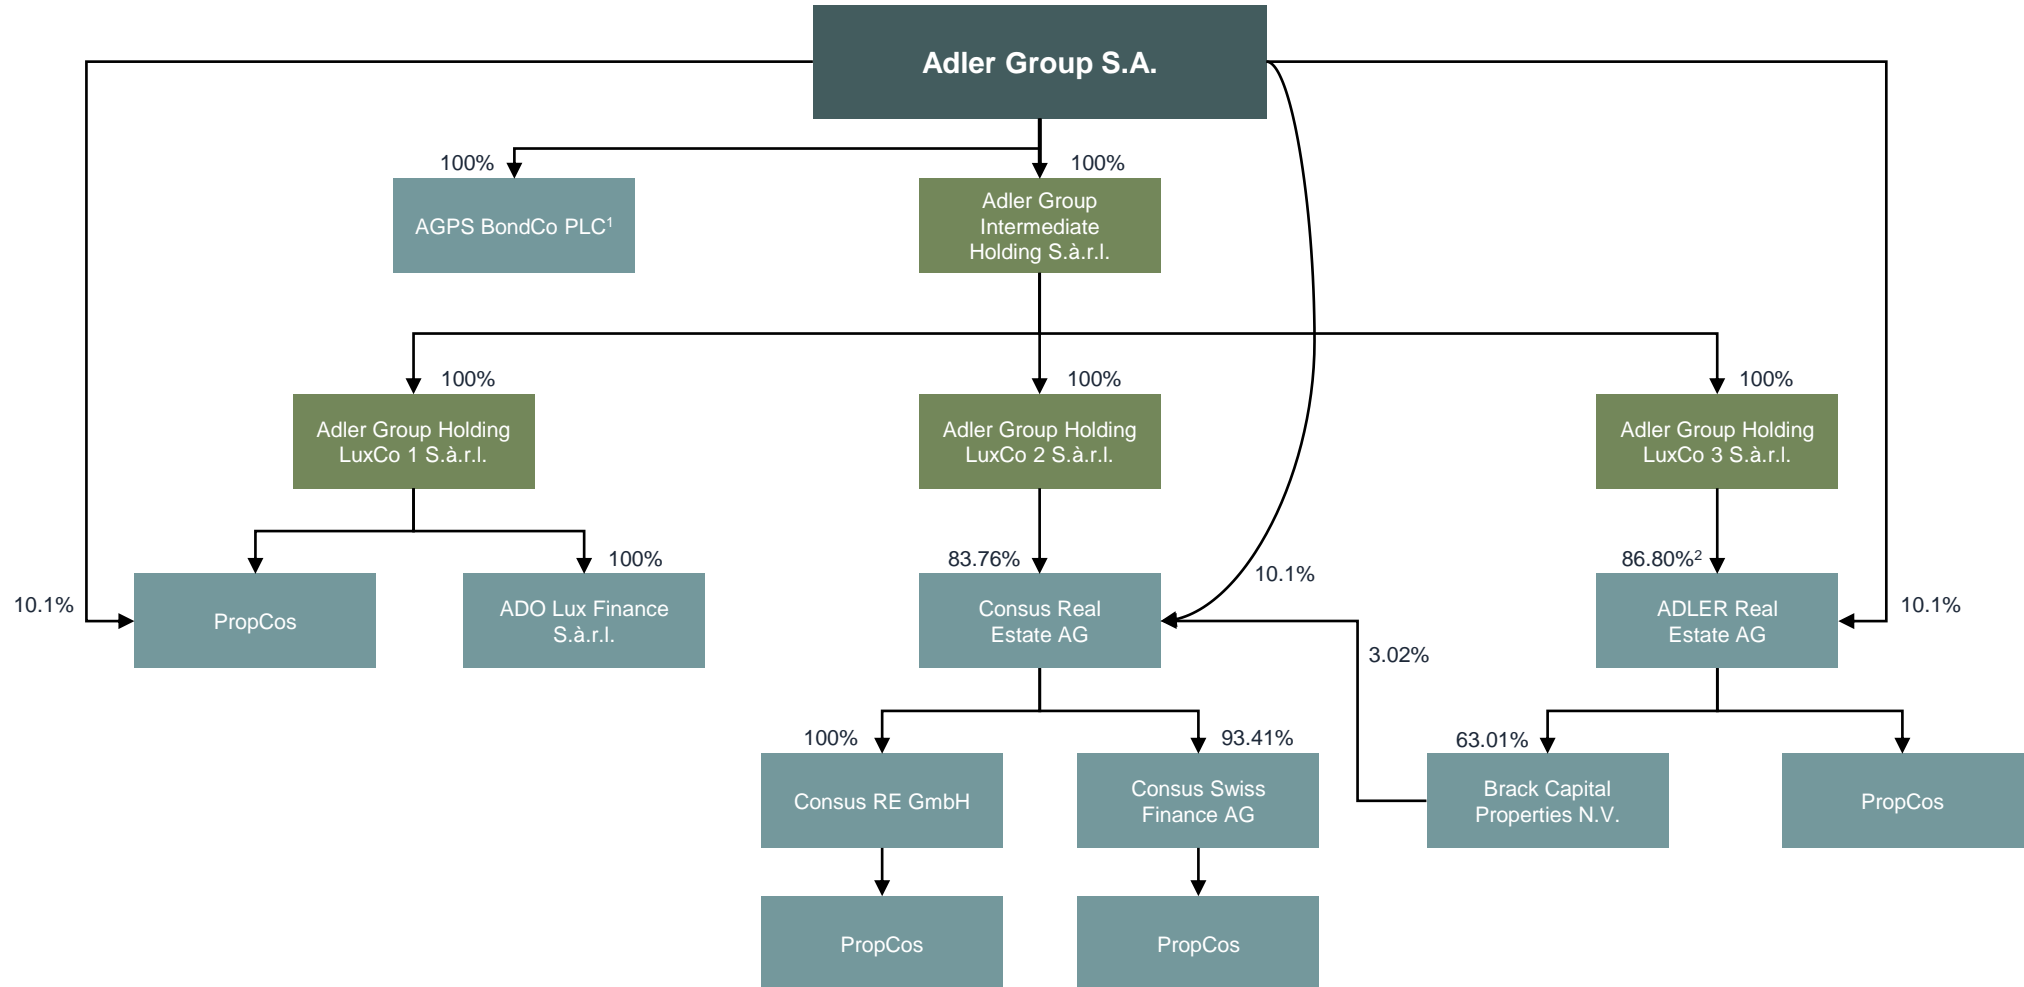 Adler Group S.A.
100%
100%
AGPS BondCo PLC¹
Adler Group
Intermediate
Holding S.à.r.l.
100%
100%
100%
Adler Group Holding
LuxCo 1 S.à.r.l.
Adler Group Holding
LuxCo 2 S.à.r.l.
Adler Group Holding
LuxCo 3 S.à.r.l.
100%
83.76%
10.1%
86.80%²
10.1%
PropCos
ADO Lux Finance
S.à.r.l.
Consus Real
Estate AG
ADLER Real
Estate AG
10.1%
3.02%
100%
93.41%
63.01%
Consus RE GmbH
Consus Swiss
Finance AG
Brack Capital
Properties N.V.
PropCos
PropCos
PropCos